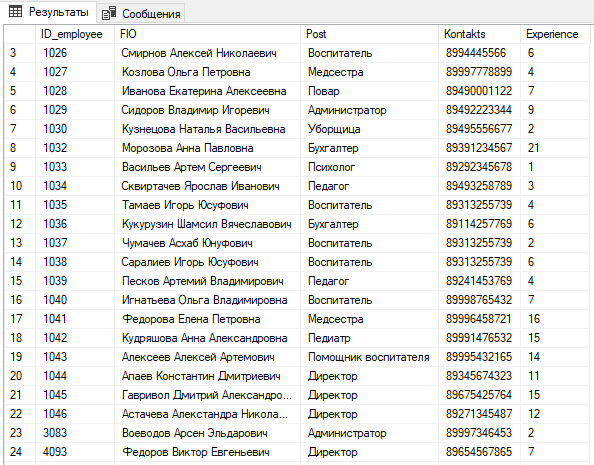 Результаты Сообщения
ID_employee FIO Post Kontakts Experience
3 1026 Смирнов Алексей Николаевич Воспитатель 8994445566 6
4 1027 Козлова Ольга Петровна Медсестра 89997778899 4
5 1028 Иванова Екатерина Алексеевна Повар 89490001122 7
6 1029 Сидоров Владимир Игоревич Администратор 89492223344 9
7 1030 Кузнецова Наталья Васильевна Уборщица 89495556677 2
8 1032 Морозова Анна Павловна Бухгалтер 89391234567 21
9 1033 Васильев Артем Сергеевич Психолог 89292345678 1
10 1034 Сквиртачев Ярослав Иванович Педагог 89493258789 3
11 1035 Тамаев Игорь Юсуфович Воспитатель 89313255739 4
12 1036 Кукурузин Шамсил Вячеславович Бухгалтер 89114257769 6
13 1037 Чумачев Асхаб Юнуфович Воспитатель 89313255739 2
14 1038 Саралиев Игорь Юсуфович Воспитатель 89313255739 6
15 1039 Песков Артемий Владимирович Педагог 89241453769 4
16 1040 Игнатьева Ольга Владимировна Воспитатель 89998765432 7
17 1041 Федорова Елена Петровна Медсестра 89996458721 16
18 1042 Кудряшова Анна Александровна Педиатр 89991476532 15
19 1043 Алексеев Алексей Артемович Помощник воспитателя 89995432165 14
20 1044 Апаев Константин Дмитриевич Директор 89345674323 11
21 1045 Гавривол Дмитрий Александро... Директор 89675425764 15
22 1046 Астачева Алекстандра Никола... Директор 89271345487 12
23 3083 Воеводов Арсен Эльдарович Администратор 89997346453 2
24 4093 Федоров Виктор Евгеньевич Директор 89654567865 7